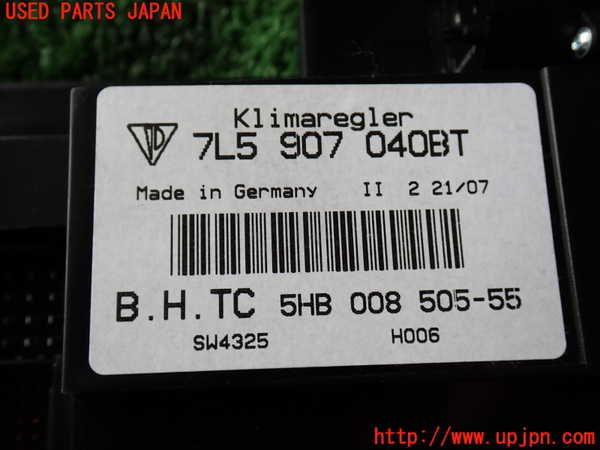 USED PARTS JAPAN
Klimaregler
7L5 907 040BT
Made in Germany II 2 21/07
B.H.TC 5HB 008 505-55
SW4325 H006
http://www.upjpn.com/